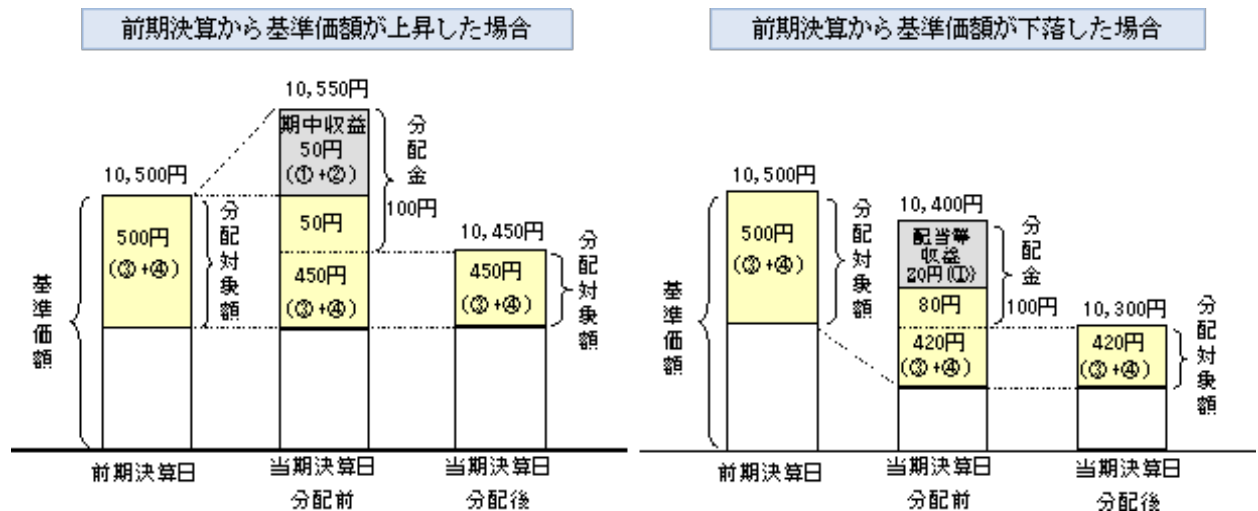 前期決算から基準価額が上昇した場合
10,550円
期中収益
50円
(①+②)
分配金
100円
10,500円
500円
(③+④)
分配対象額
50円
450円
(③+④)
10,450円
450円
(③+④)
分配対象額
基準価額
前期決算日
当期決算日
分配前
当期決算日
分配後
前期決算から基準価額が下落した場合
10,500円
500円
(③+④)
分配対象額
10,400円
配当等
収益
20円(①)
分配金
100円
80円
420円
(③+④)
10,300円
420円
(③+④)
分配対象額
基準価額
前期決算日
当期決算日
分配前
当期決算日
分配後